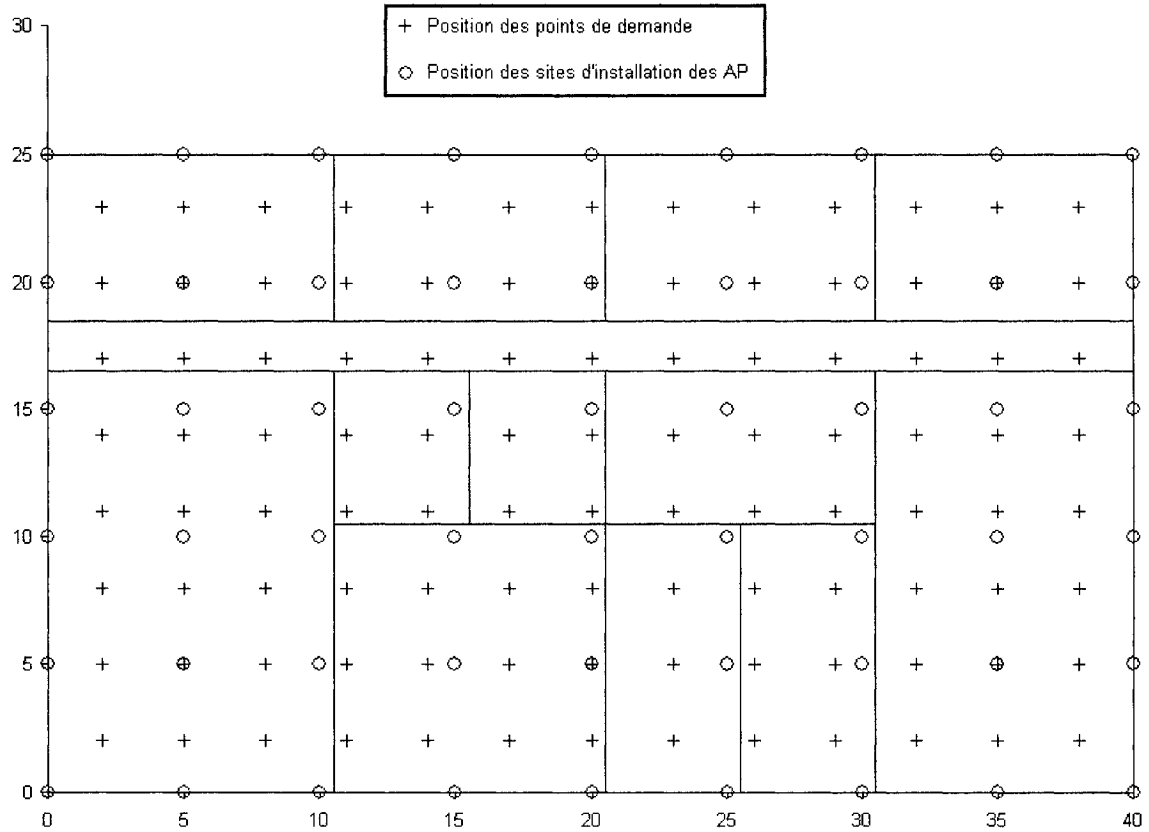 30
+ Position des points de demande
○ Position des sites d'installation des AP
25
20
15
10
5
0
0 5 10 15 20 25 30 35 40